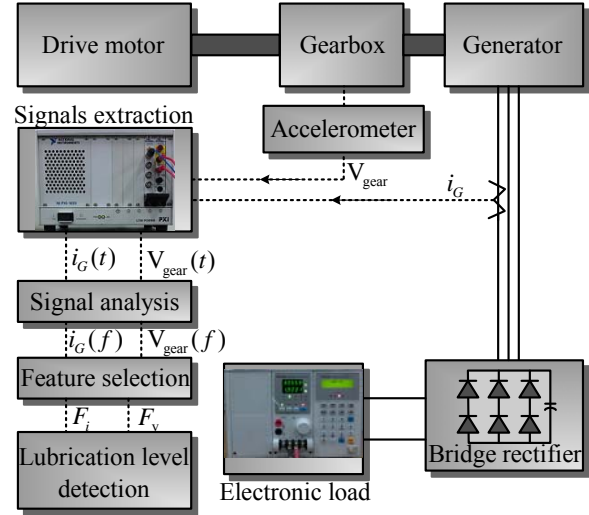 Drive motor
Gearbox
Generator
Signals extraction
Accelerometer
V_gear
i_G
PXI
i_G(t)
V_gear(t)
Signal analysis
i_G(f)
V_gear(f)
Feature selection
F_i
F_v
Lubrication level
detection
Electronic load
Bridge rectifier